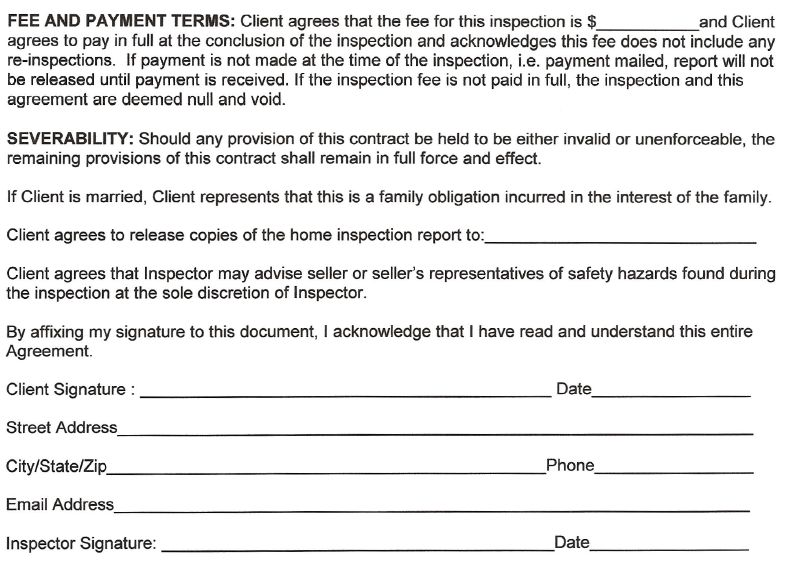 FEE AND PAYMENT TERMS: Client agrees that the fee for this inspection is $__________and Client
agrees to pay in full at the conclusion of the inspection and acknowledges this fee does not include any
re-inspections.  If payment is not made at the time of the inspection, i.e. payment mailed, report will not
be released until payment is received. If the inspection fee is not paid in full, the inspection and this
agreement are deemed null and void.
SEVERABILITY: Should any provision of this contract be held to be either invalid or unenforceable, the
remaining provisions of this contract shall remain in full force and effect.
If Client is married, Client represents that this is a family obligation incurred in the interest of the family.
Client agrees to release copies of the home inspection report to:__________________________
Client agrees that Inspector may advise seller or seller's representatives of safety hazards found during
the inspection at the sole discretion of Inspector.
By affixing my signature to this document, I acknowledge that I have read and understand this entire
Agreement.
Client Signature : ________________________________________ Date_______________
Street Address______________________________________________________________
City/State/Zip__________________________________________Phone_______________
Email Address______________________________________________________________
Inspector Signature: ______________________________________Date_______________